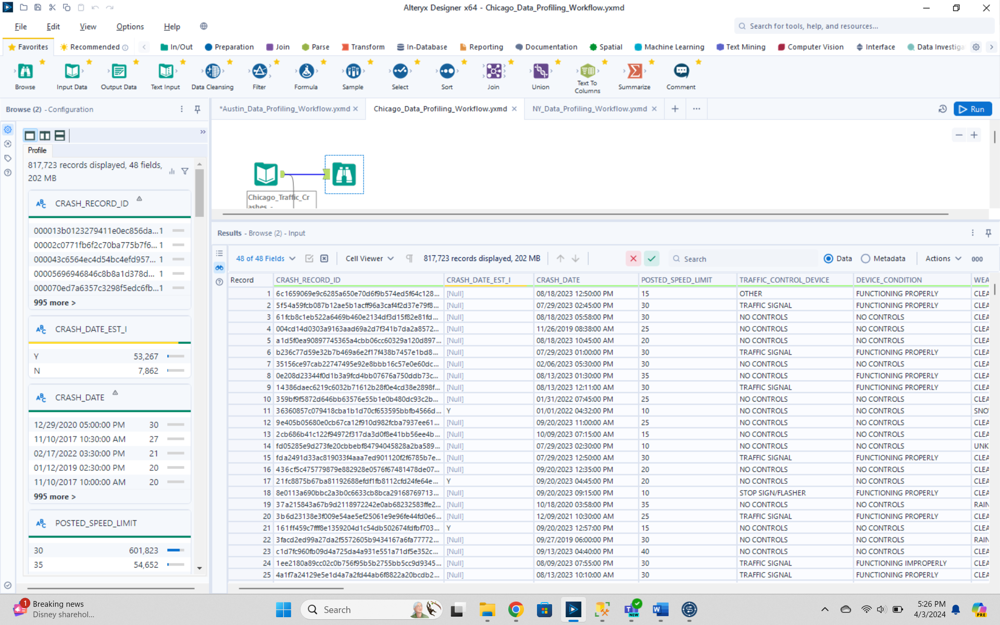 Alteryx Designer x64 - Chicago_Data_Profiling_Workflow.yxmd
File Edit View Options Help
Search for tools, help, and resources...
Favorites Recommended In/Out Preparation Join Parse Transform In-Database Reporting Documentation Spatial Machine Learning Text Mining Computer Vision Interface Data Investiga
Browse Input Data Output Data Text Input Data Cleansing Filter Formula Sample Select Sort Join Union Text To Columns Summarize Comment
Browse (2) - Configuration
*Austin_Data_Profiling_Workflow.yxmd Chicago_Data_Profiling_Workflow.yxmd NY_Data_Profiling_Workflow.yxmd
Run
Profile
817,723 records displayed, 48 fields,
202 MB
CRASH_RECORD_ID
000013b0123279411e0ec856da... 1
00002c0771fb6f2c70ba775b7f6... 1
000043c6564ec4d54bc4efd957... 1
00005696946846c8b8a1d378d... 1
000070ed7a6357c3298f5edc6fb... 1
995 more >
CRASH_DATE_EST_I
Y 53,267
N 7,862
CRASH_DATE
12/29/2020 05:00:00 PM 30
11/10/2017 10:30:00 AM 27
02/17/2022 03:30:00 PM 21
01/12/2019 02:30:00 PM 20
11/10/2017 10:00:00 AM 20
995 more >
POSTED_SPEED_LIMIT
30 601,823
35 54,652
Chicago_Traffic_Cr
ashes_-
Results - Browse (2) - Input
48 of 48 Fields Cell Viewer 817,723 records displayed, 202 MB Search Data Metadata Actions 000
Record CRASH_RECORD_ID CRASH_DATE_EST_I CRASH_DATE POSTED_SPEED_LIMIT TRAFFIC_CONTROL_DEVICE DEVICE_CONDITION WEA
1 6c1659069e9c6285a650e70d6f9b574ed5f64c128... [Null] 08/18/2023 12:50:00 PM 15 OTHER FUNCTIONING PROPERLY CLEA
2 5f54a59fcb087b12ae5b1acff96a3caf4f2d37e79f8... [Null] 07/29/2023 02:45:00 PM 30 TRAFFIC SIGNAL FUNCTIONING PROPERLY CLEA
3 61fcb8c1eb522a6469b460e2134df3d15f82e81fd... [Null] 08/18/2023 05:58:00 PM 30 NO CONTROLS NO CONTROLS CLEA
4 004cd14d0303a9163aad69a2d7f341b7da2a8572... [Null] 11/26/2019 08:38:00 AM 25 NO CONTROLS NO CONTROLS CLEA
5 a1d5f0ea90897745365a4cbb06cc60329a120d897... [Null] 08/18/2023 10:45:00 AM 20 NO CONTROLS NO CONTROLS CLEA
6 b236c77d59e32b7b469a6e2f17f438b7457e1bd8... [Null] 07/29/2023 01:00:00 PM 30 TRAFFIC SIGNAL FUNCTIONING PROPERLY CLEA
7 35156ce97cab22747495e92e8bbb16c57e0e60dc... [Null] 02/06/2023 05:30:00 PM 30 NO CONTROLS NO CONTROLS CLEA
8 0e208d23344f0d1b3a9fcd4bb07676a750ddb73c... [Null] 08/13/2023 01:30:00 PM 35 NO CONTROLS FUNCTIONING PROPERLY CLEA
9 14386daec6219c6032b71612b28f0e4cd38e2898f... [Null] 08/13/2023 12:11:00 AM 30 TRAFFIC SIGNAL FUNCTIONING PROPERLY CLEA
10 359bf9f5872d646bb63576e55b1e0b480dc93c2b... [Null] 01/31/2022 07:45:00 PM 25 NO CONTROLS NO CONTROLS CLEA
11 36360857c079418cba1b1d70cf653595bbfb4566d... Y 01/01/2022 04:32:00 PM 10 NO CONTROLS NO CONTROLS SNO
12 9e405b05680e0cb67ca12f910d982fcba7937ee61... [Null] 09/20/2023 11:00:00 AM 25 NO CONTROLS NO CONTROLS CLEA
13 2cb686b41c122f94972f317da3d0f8e41bb56ee4b... [Null] 10/09/2023 07:15:00 AM 15 NO CONTROLS NO CONTROLS CLEA
14 fd05285e9d273fe20cbbebf84794045828a2ba589... [Null] 07/29/2023 02:30:00 PM 10 NO CONTROLS NO CONTROLS UNK
15 fda2491d33ac819033f4aaa7ed901120f2f6785b7e... [Null] 07/29/2023 12:50:00 AM 30 TRAFFIC SIGNAL FUNCTIONING PROPERLY CLEA
16 436cf5c475779879e882928e0576f67481478de07... [Null] 09/20/2023 12:35:00 PM 20 NO CONTROLS NO CONTROLS CLEA
17 21fc8875b67ba81192688efdf1fb8112cfd24fe64e... Y 09/20/2023 04:45:00 PM 20 NO CONTROLS NO CONTROLS CLEA
18 8e0113a690bbc2a3b0c6633cb8bca29168769713... [Null] 09/20/2023 09:15:00 PM 10 STOP SIGN/FLASHER FUNCTIONING PROPERLY CLEA
19 37a215843a67b9d2118972242e0ab68232583ffe2... [Null] 10/18/2020 03:58:00 PM 35 NO CONTROLS NO CONTROLS RAIN
20 3b6d23138e3f009e54ae5ef25061e9e96fe44fd0e6... [Null] 12/09/2021 10:30:00 AM 25 TRAFFIC SIGNAL FUNCTIONING PROPERLY CLEA
21 161ff459c7fff8e1359204d1c54db502674fdfbf703... Y 09/20/2023 12:57:00 PM 15 NO CONTROLS NO CONTROLS CLEA
22 3facd2ed99a27da2f5572605b9434167a6fa77772... [Null] 09/27/2019 06:00:00 PM 30 NO CONTROLS NO CONTROLS RAIN
23 c1d7fc960fb09d4a725da4a931e551a71df5e352c... [Null] 09/13/2023 04:40:00 PM 40 NO CONTROLS NO CONTROLS CLEA
24 1ee2180a89cc02c0b756f95b5b2755bb5cc9d9345... [Null] 08/09/2023 07:55:00 PM 30 TRAFFIC SIGNAL FUNCTIONING IMPROPERLY CLEA
25 4a1f7a24129e5e1d4a7a2fd44ab6f8822a20bcdb2... [Null] 08/13/2023 10:10:00 AM 30 TRAFFIC SIGNAL FUNCTIONING PROPERLY CLEA
1 Breaking news
Disney sharehol...
Search
NEW
5:26 PM
4/3/2024
PRE